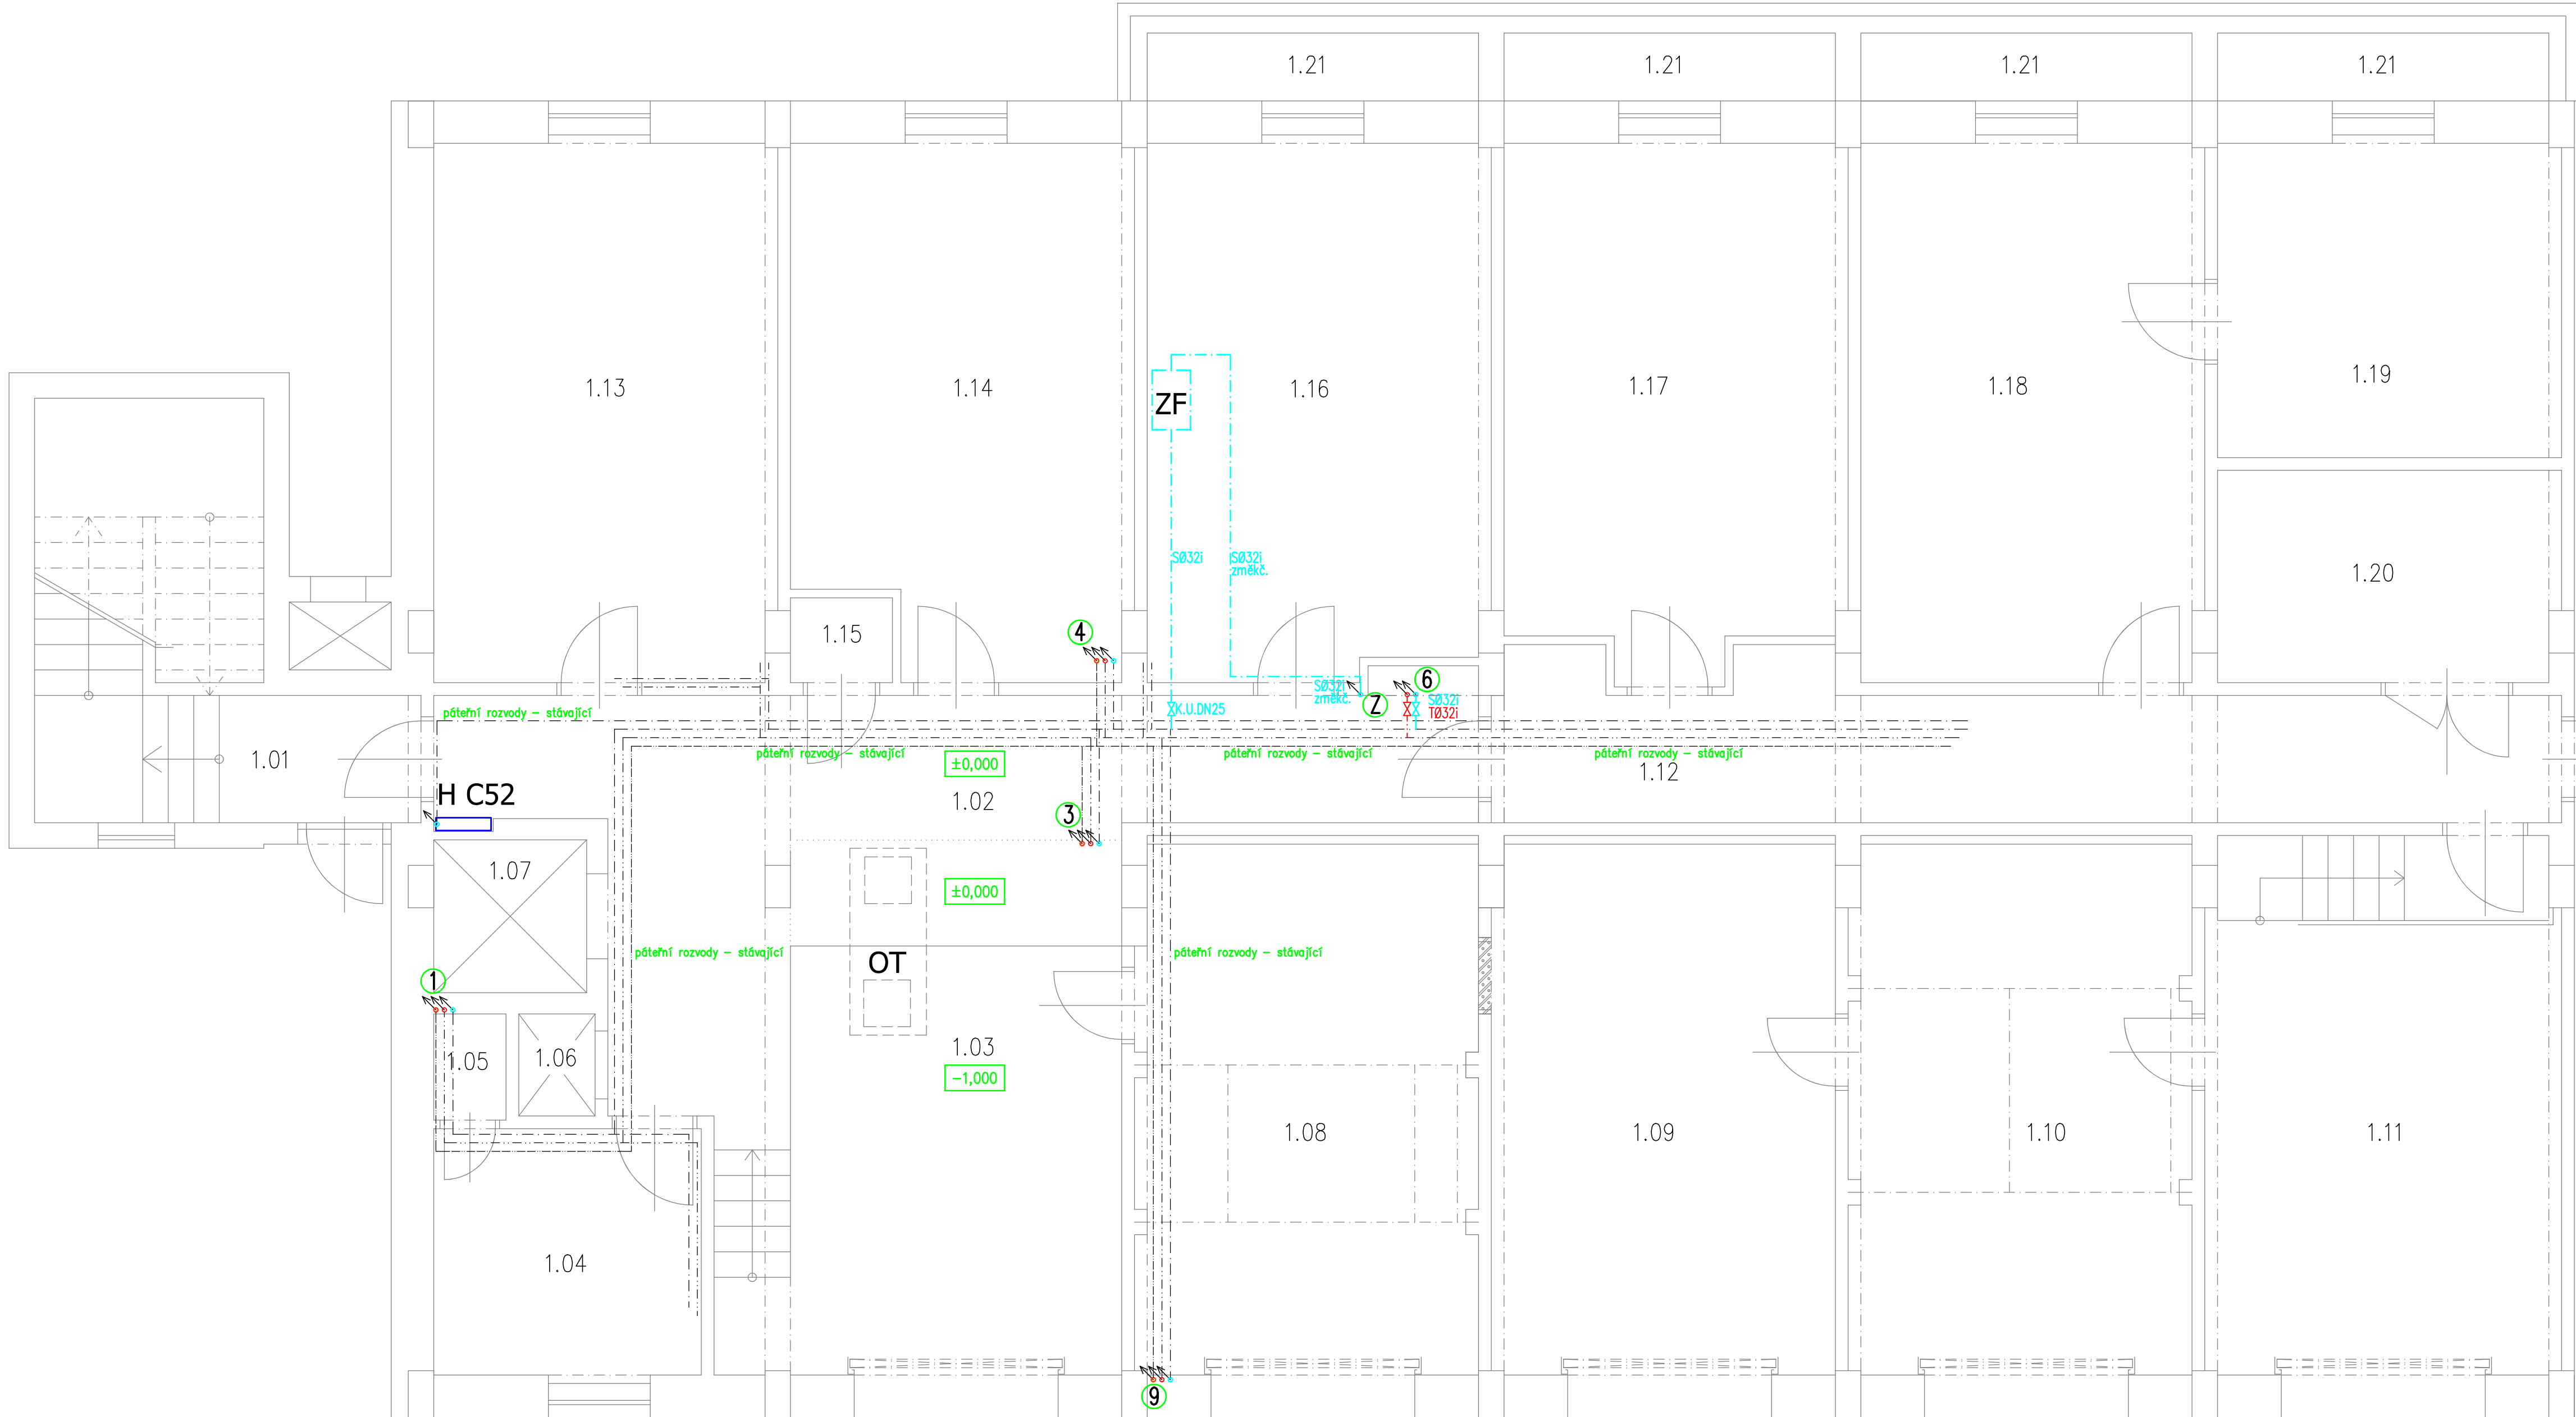 1.21
1.21
1.21
1.21
1.13
1.14
1.16
1.17
1.18
1.19
ZF
SØ32i
SØ32i
změkč.
1.20
1.15
4
6
SØ32i
změkč.
Z
SØ32i
TØ32i
K.U.DN25
páteřní rozvody – stávající
páteřní rozvody – stávající
páteřní rozvody – stávající
páteřní rozvody – stávající
1.01
±0,000
1.12
H C52
1.02
3
1.07
±0,000
páteřní rozvody – stávající
OT
páteřní rozvody – stávající
1
1.05
1.06
1.03
-1,000
1.08
1.09
1.10
1.11
1.04
9